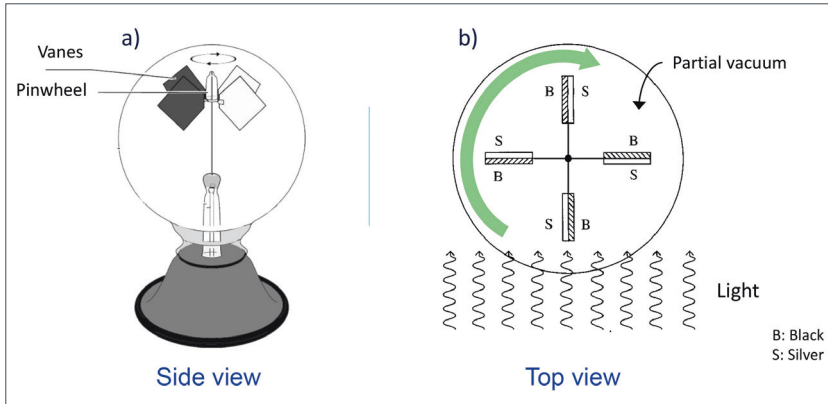 a)
Vanes
Pinwheel
Side view
b)
Partial vacuum
B S
S B
B S
S B
Light
B: Black
S: Silver
Top view